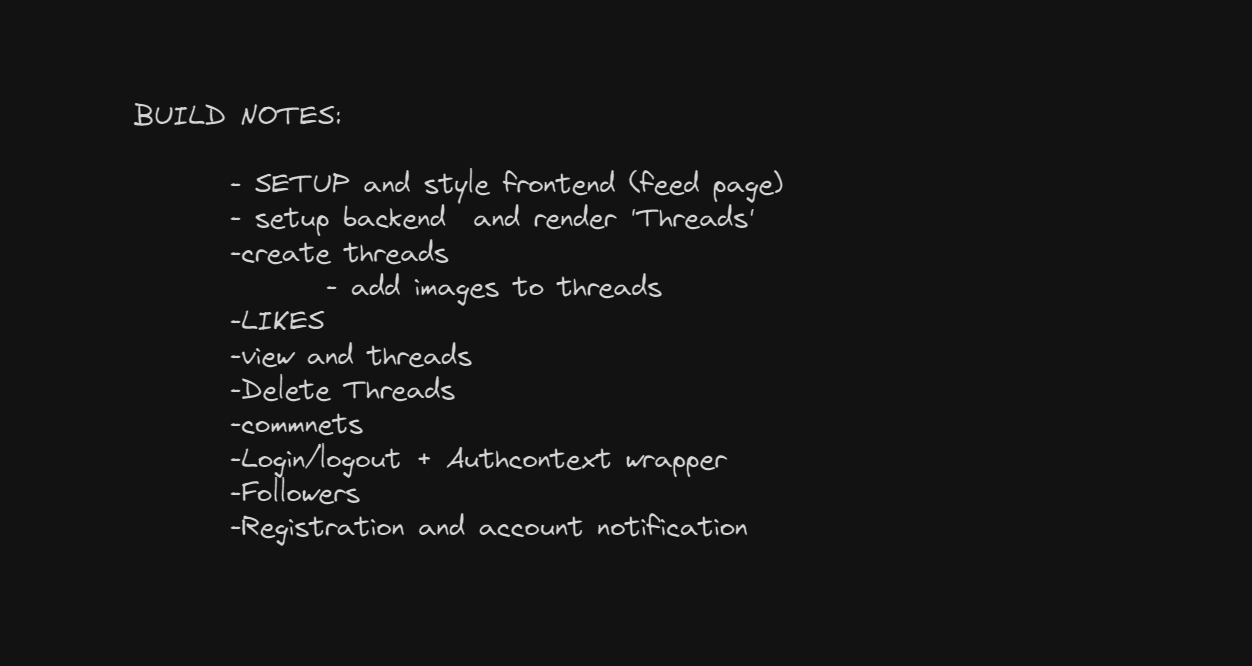 BUILD NOTES:
- SETUP and style frontend (feed page)
- setup backend and render 'Threads'
-create threads
- add images to threads
-LIKES
-view and threads
-Delete Threads
-commnets
-Login/logout + Authcontext wrapper
-Followers
-Registration and account notification